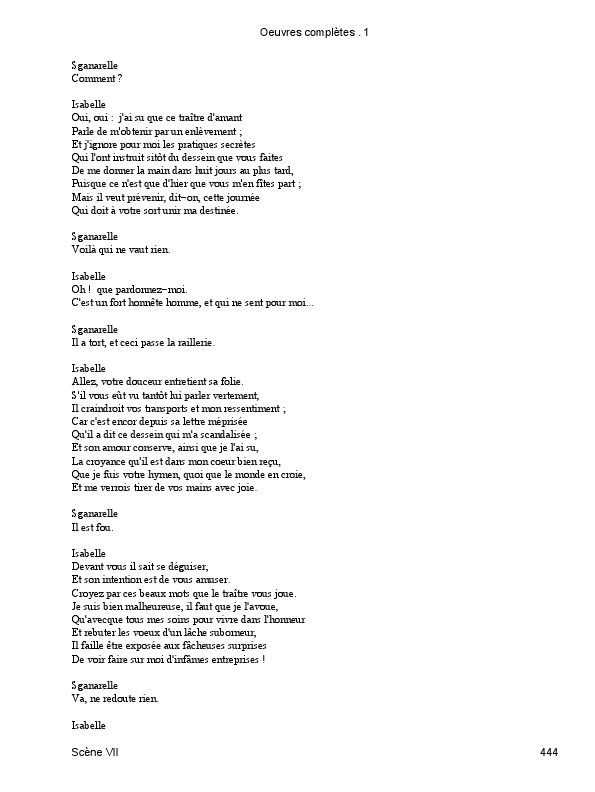 Oeuvres complètes . 1
Sganarelle
Comment ?
Isabelle
Oui, oui : j'ai su que ce traître d'amant
Parle de m'obtenir par un enlèvement ;
Et j'ignore pour moi les pratiques secrètes
Qui l'ont instruit sitôt du dessein que vous faites
De me donner la main dans huit jours au plus tard,
Puisque ce n'est que d'hier que vous m'en fîtes part ;
Mais il veut prévenir, dit-on, cette journée
Qui doit à votre sort unir ma destinée.
Sganarelle
Voilà qui ne vaut rien.
Isabelle
Oh ! que pardonnez-moi.
C'est un fort honnête homme, et qui ne sent pour moi...
Sganarelle
Il a tort, et ceci passe la raillerie.
Isabelle
Allez, votre douceur entretient sa folie.
S'il vous eût vu tantôt lui parler vertement,
Il craindroit vos transports et mon ressentiment ;
Car c'est encor depuis sa lettre méprisée
Qu'il a dit ce dessein qui m'a scandalisée ;
Et son amour conserve, ainsi que je l'ai su,
La croyance qu'il est dans mon coeur bien reçu,
Que je fuis votre hymen, quoi que le monde en croie,
Et me verrois tirer de vos mains avec joie.
Sganarelle
Il est fou.
Isabelle
Devant vous il sait se déguiser,
Et son intention est de vous amuser.
Croyez par ces beaux mots que le traître vous joue.
Je suis bien malheureuse, il faut que je l'avoue,
Qu'avecque tous mes soins pour vivre dans l'honneur
Et rebuter les voeux d'un lâche suborneur,
Il faille être exposée aux fâcheuses surprises
De voir faire sur moi d'infâmes entreprises !
Sganarelle
Va, ne redoute rien.
Isabelle
Scène VII 444